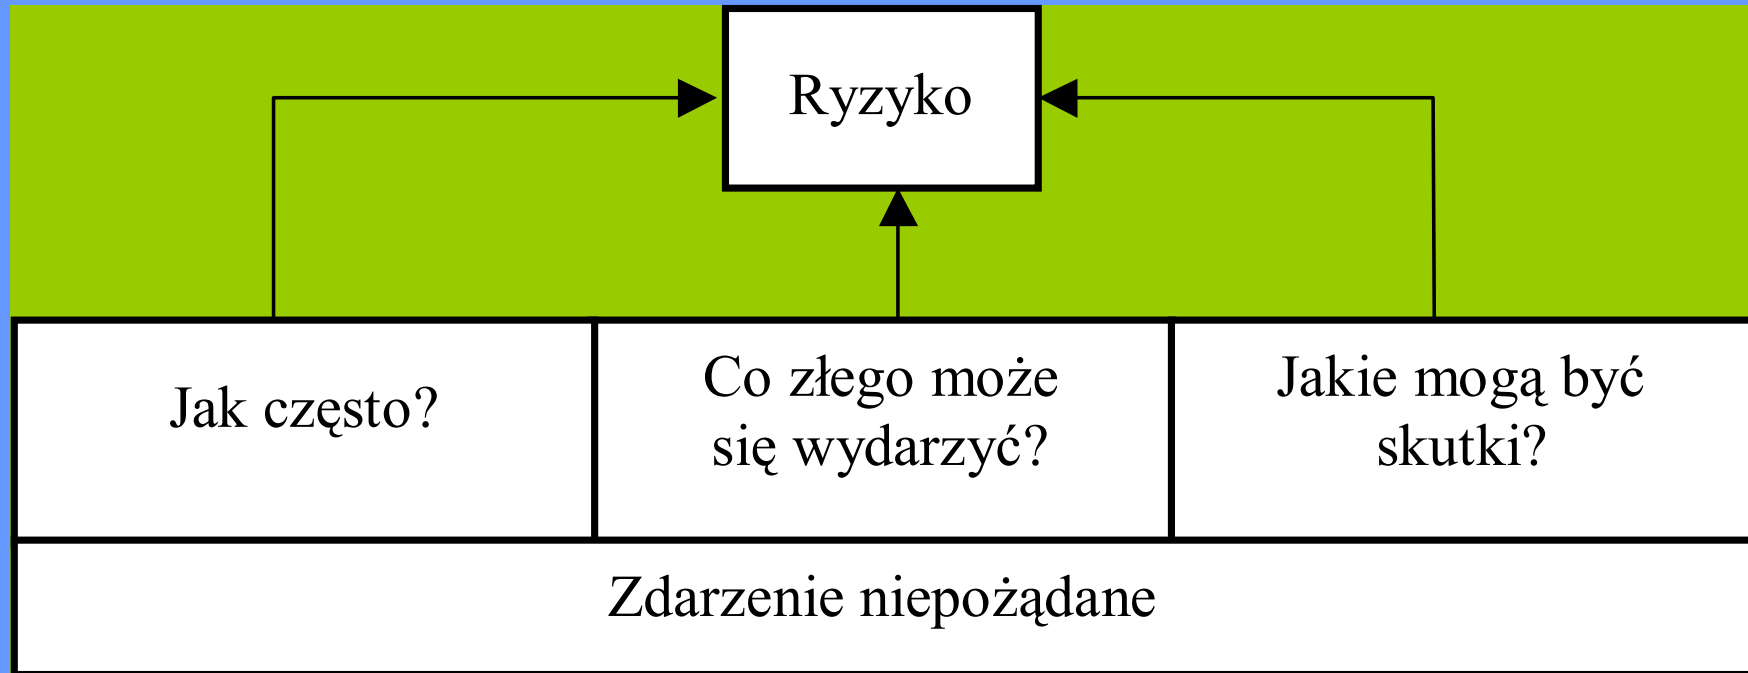 Ryzyko
Jak często?
Co złego może
się wydarzyć?
Jakie mogą być
skutki?
Zdarzenie niepożądane